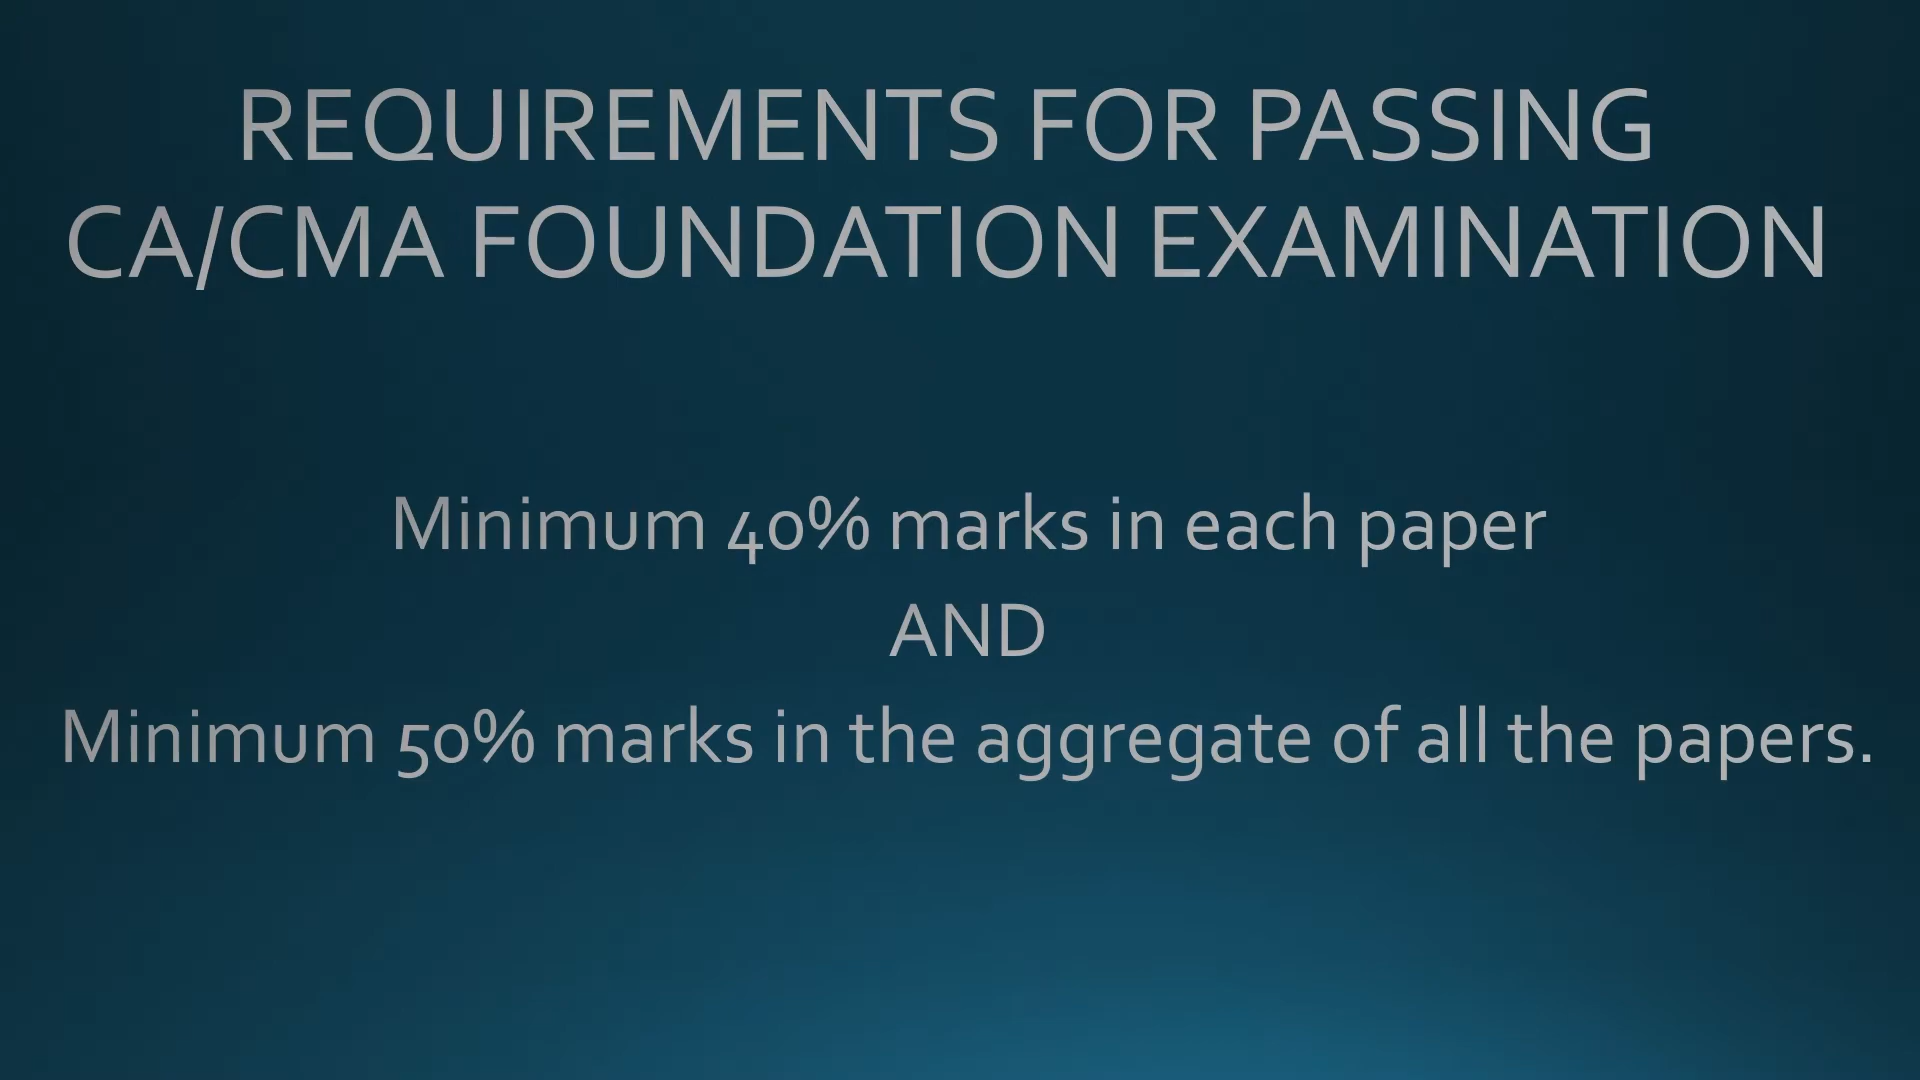 REQUIREMENTS FOR PASSING
CA/CMA FOUNDATION EXAMINATION
Minimum 40% marks in each paper
AND
Minimum 50% marks in the aggregate of all the papers.